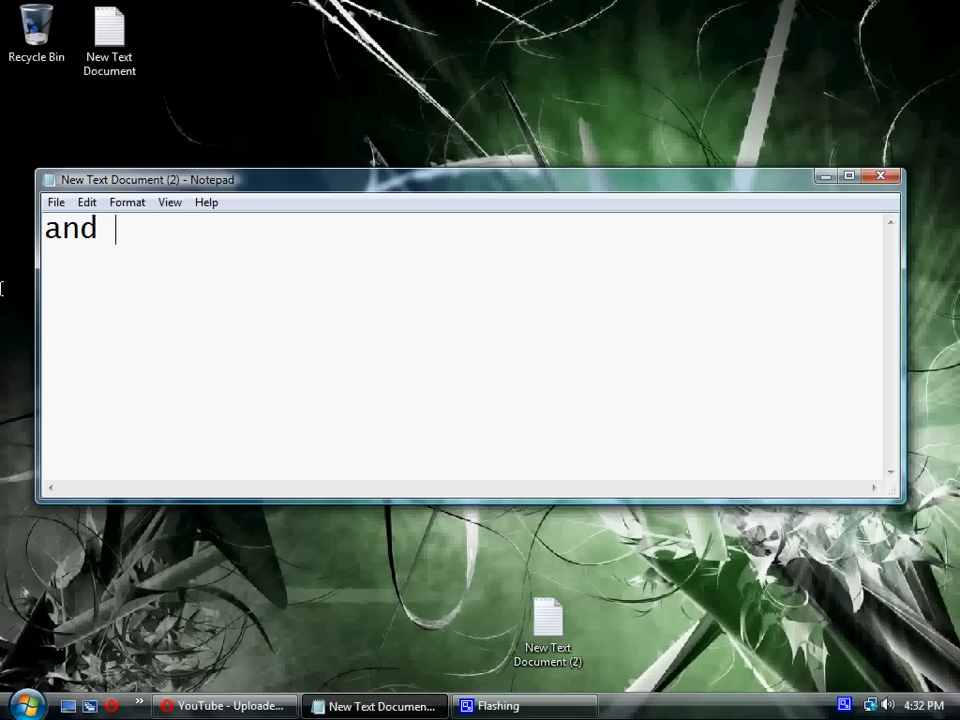 Recycle Bin
New Text
Document
New Text Document (2) - Notepad
File Edit Format View Help
and
New Text
Document (2)
YouTube - Uploade...
New Text Documen...
Flashing
4:32 PM